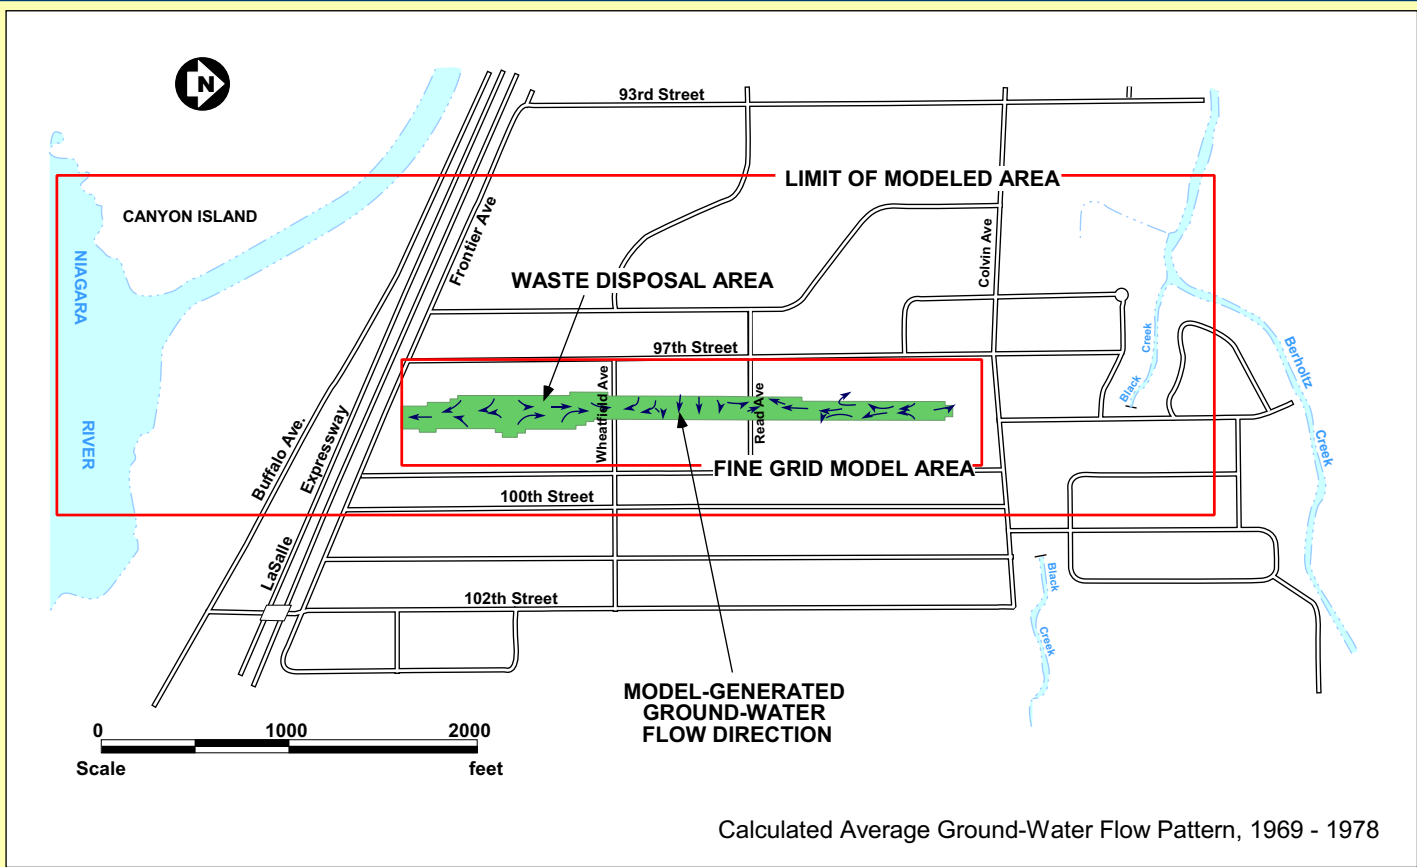 N
93rd Street
LIMIT OF MODELED AREA
CANYON ISLAND
Frontier Ave
Colvin Ave
NIAGARA
RIVER
WASTE DISPOSAL AREA
97th Street
Creek
Black
Berholtz
Creek
Wheatfield Ave
Read Ave
Buffalo Ave.
Expressway
LaSalle
FINE GRID MODEL AREA
100th Street
102th Street
Black
Creek
MODEL-GENERATED
GROUND-WATER
FLOW DIRECTION
0 1000 2000
Scale feet
Calculated Average Ground-Water Flow Pattern, 1969 - 1978